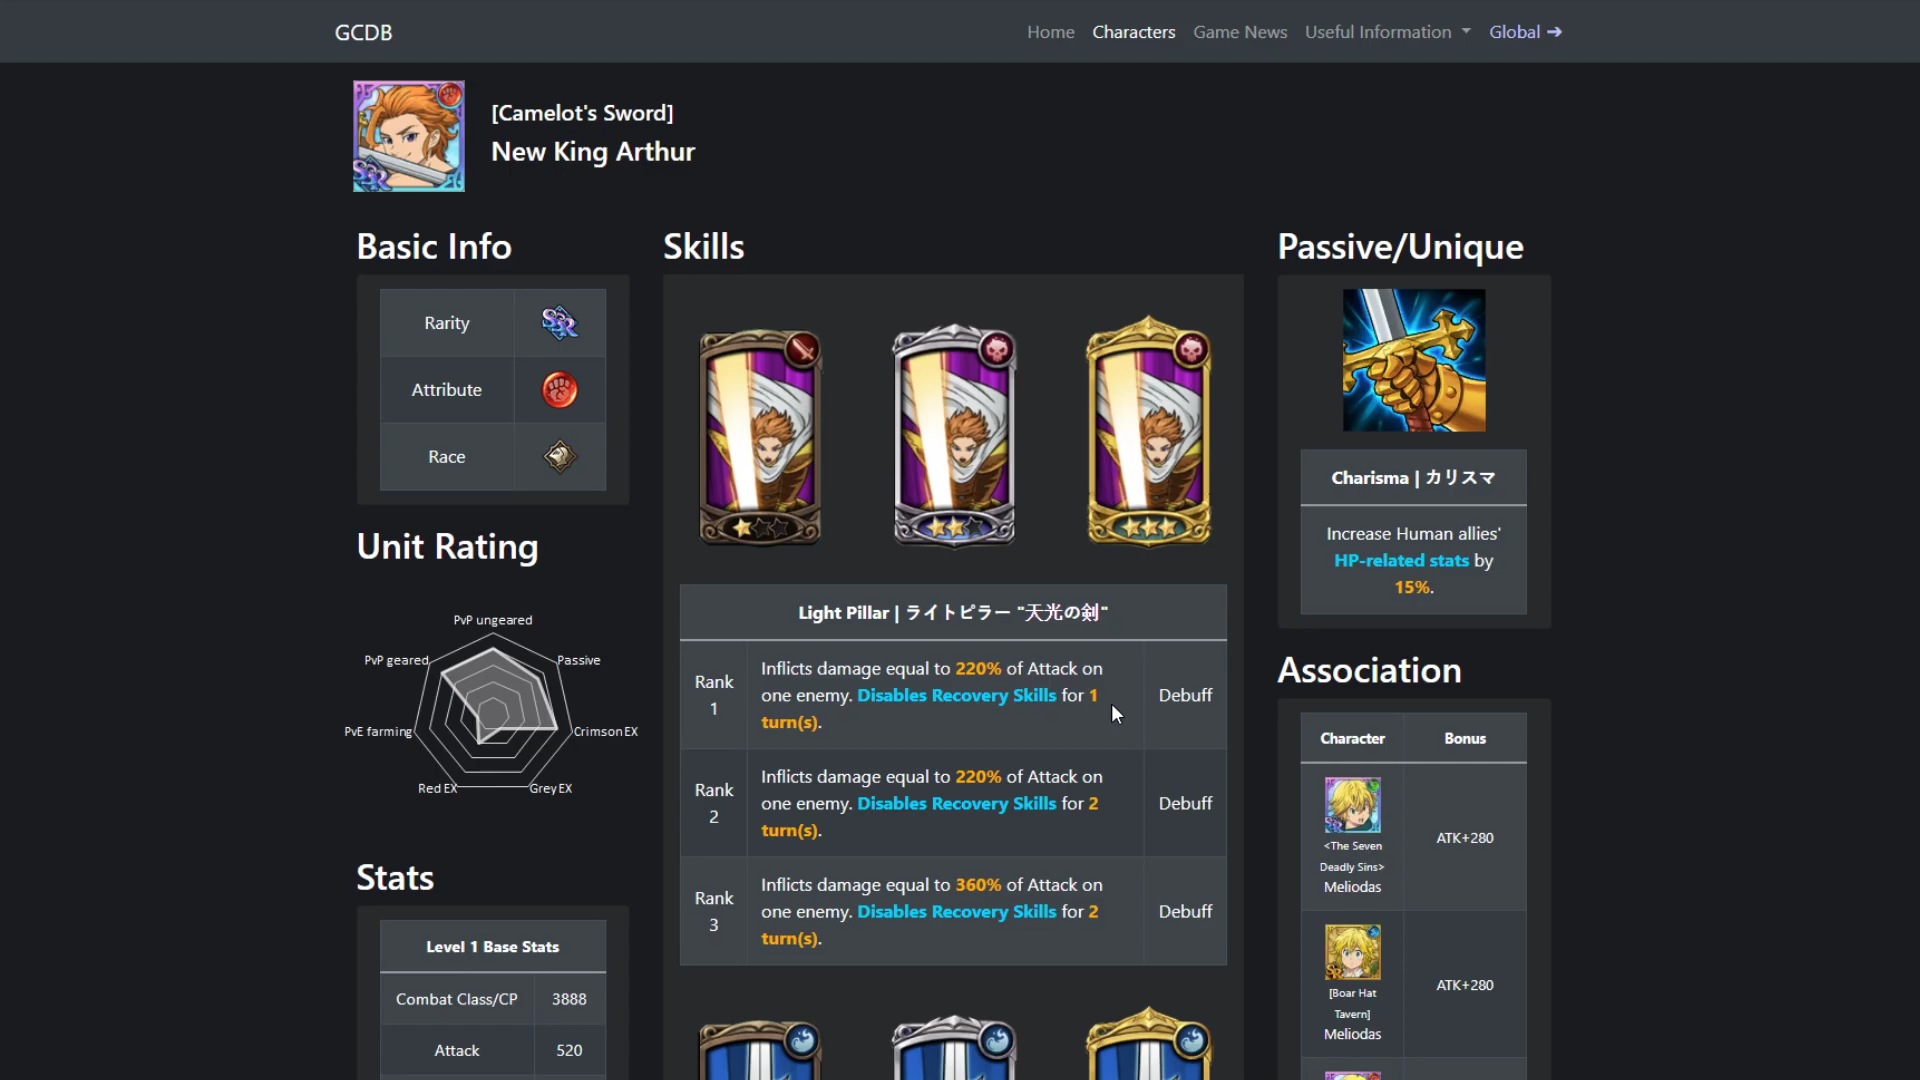 GCDB
Home Characters Game News Useful Information Global ➔
[Camelot's Sword]
New King Arthur
Basic Info
Rarity SSR
Attribute
Race
Unit Rating
PvP ungeared
PvP geared
Passive
PvE farming
Crimson EX
Red EX
Grey EX
Stats
Level 1 Base Stats
Combat Class/CP 3888
Attack 520
Skills
Light Pillar | ライトピラー "天光の剣"
Rank 1
Inflicts damage equal to 220% of Attack on
one enemy. Disables Recovery Skills for 1
turn(s).
Debuff
Rank 2
Inflicts damage equal to 220% of Attack on
one enemy. Disables Recovery Skills for 2
turn(s).
Debuff
Rank 3
Inflicts damage equal to 360% of Attack on
one enemy. Disables Recovery Skills for 2
turn(s).
Debuff
Passive/Unique
Charisma | カリスマ
Increase Human allies'
HP-related stats by
15%.
Association
Character Bonus
SSR
<The Seven
Deadly Sins>
Meliodas
ATK+280
SR
[Boar Hat
Tavern]
Meliodas
ATK+280